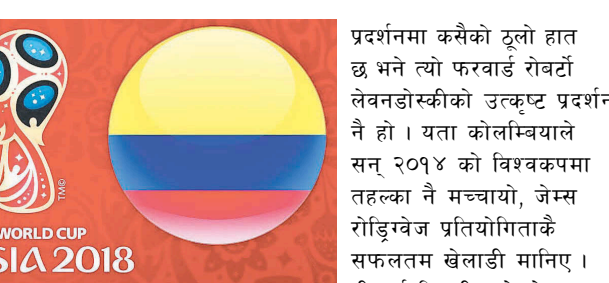 TM©
WORLD CUP
SIA 2018
प्रदर्शनमा कसैको ठूलो हात
छ भने त्यो फरवार्ड रोबर्टो
लेवनडोस्कीको उत्कृष्ट प्रदर्शन
नै हो । यता कोलम्बियाले
सन् २०१४ को विश्वकपमा
तहल्का नै मच्चायो, जेम्स
रोड्रिग्वेज प्रतियोगिताकै
सफलतम खेलाडी मानिए ।